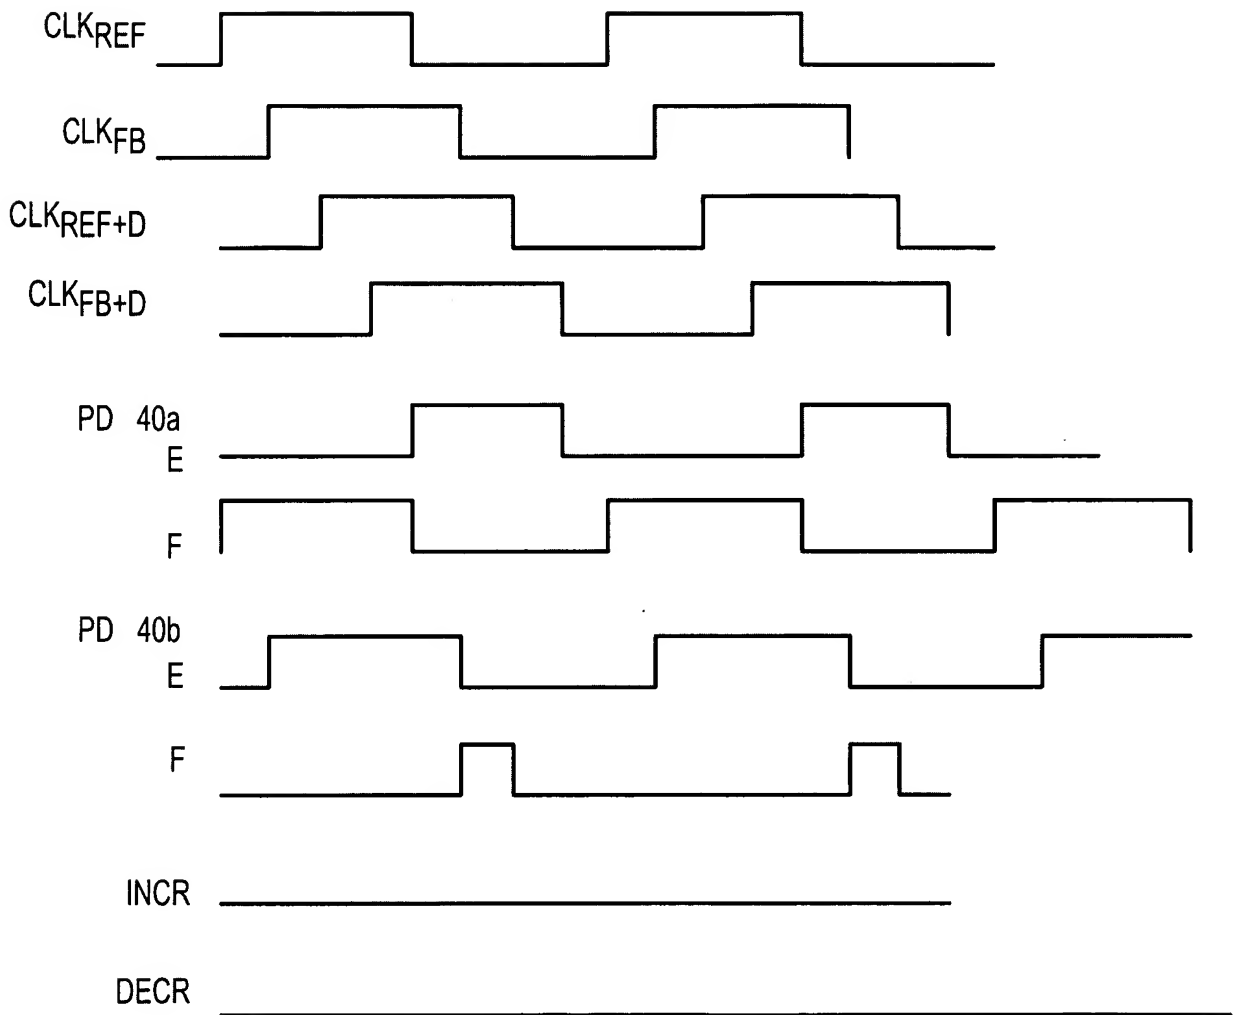 CLKREF
CLKFB
CLKREF+D
CLKFB+D
PD 40a
E
F
PD 40b
E
F
INCR
DECR